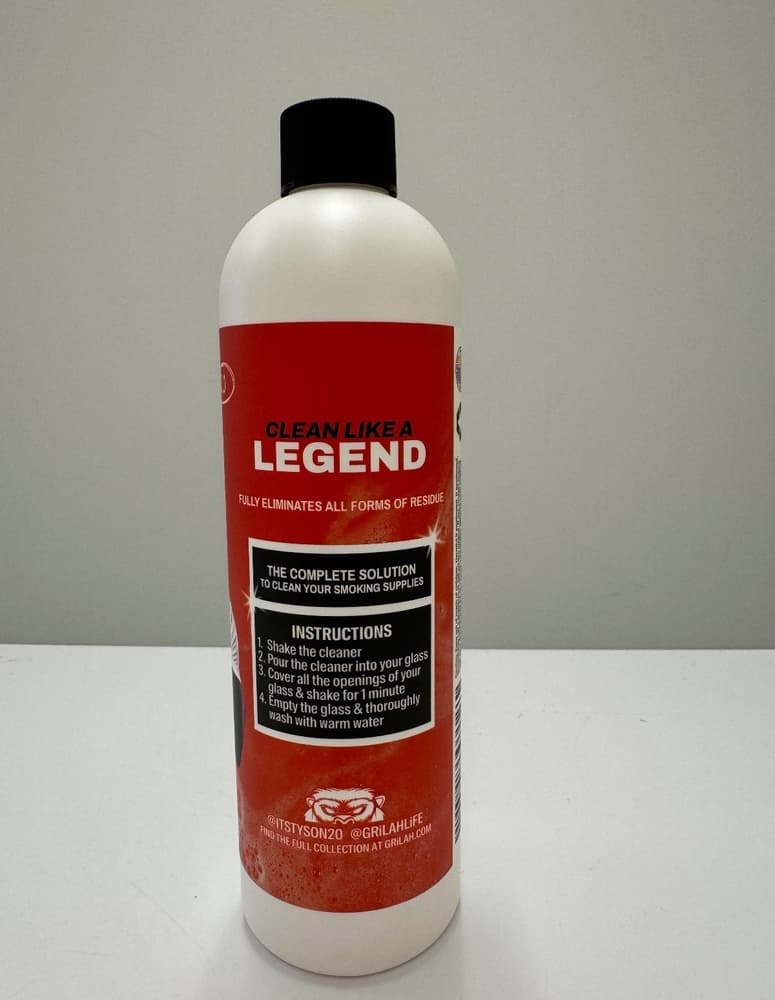 CLEAN LIKE A
LEGEND
FULLY ELIMINATES ALL FORMS OF RESIDUE
THE COMPLETE SOLUTION
TO CLEAN YOUR SMOKING SUPPLIES
INSTRUCTIONS
1. Shake the cleaner
2. Pour the cleaner into your glass
3. Cover all the openings of your
glass & shake for 1 minute
4. Empty the glass & thoroughly
wash with warm water
@ITSTYSON20 @GRiLAHLiFE
FIND THE FULL COLLECTION AT GRiLAH.COM